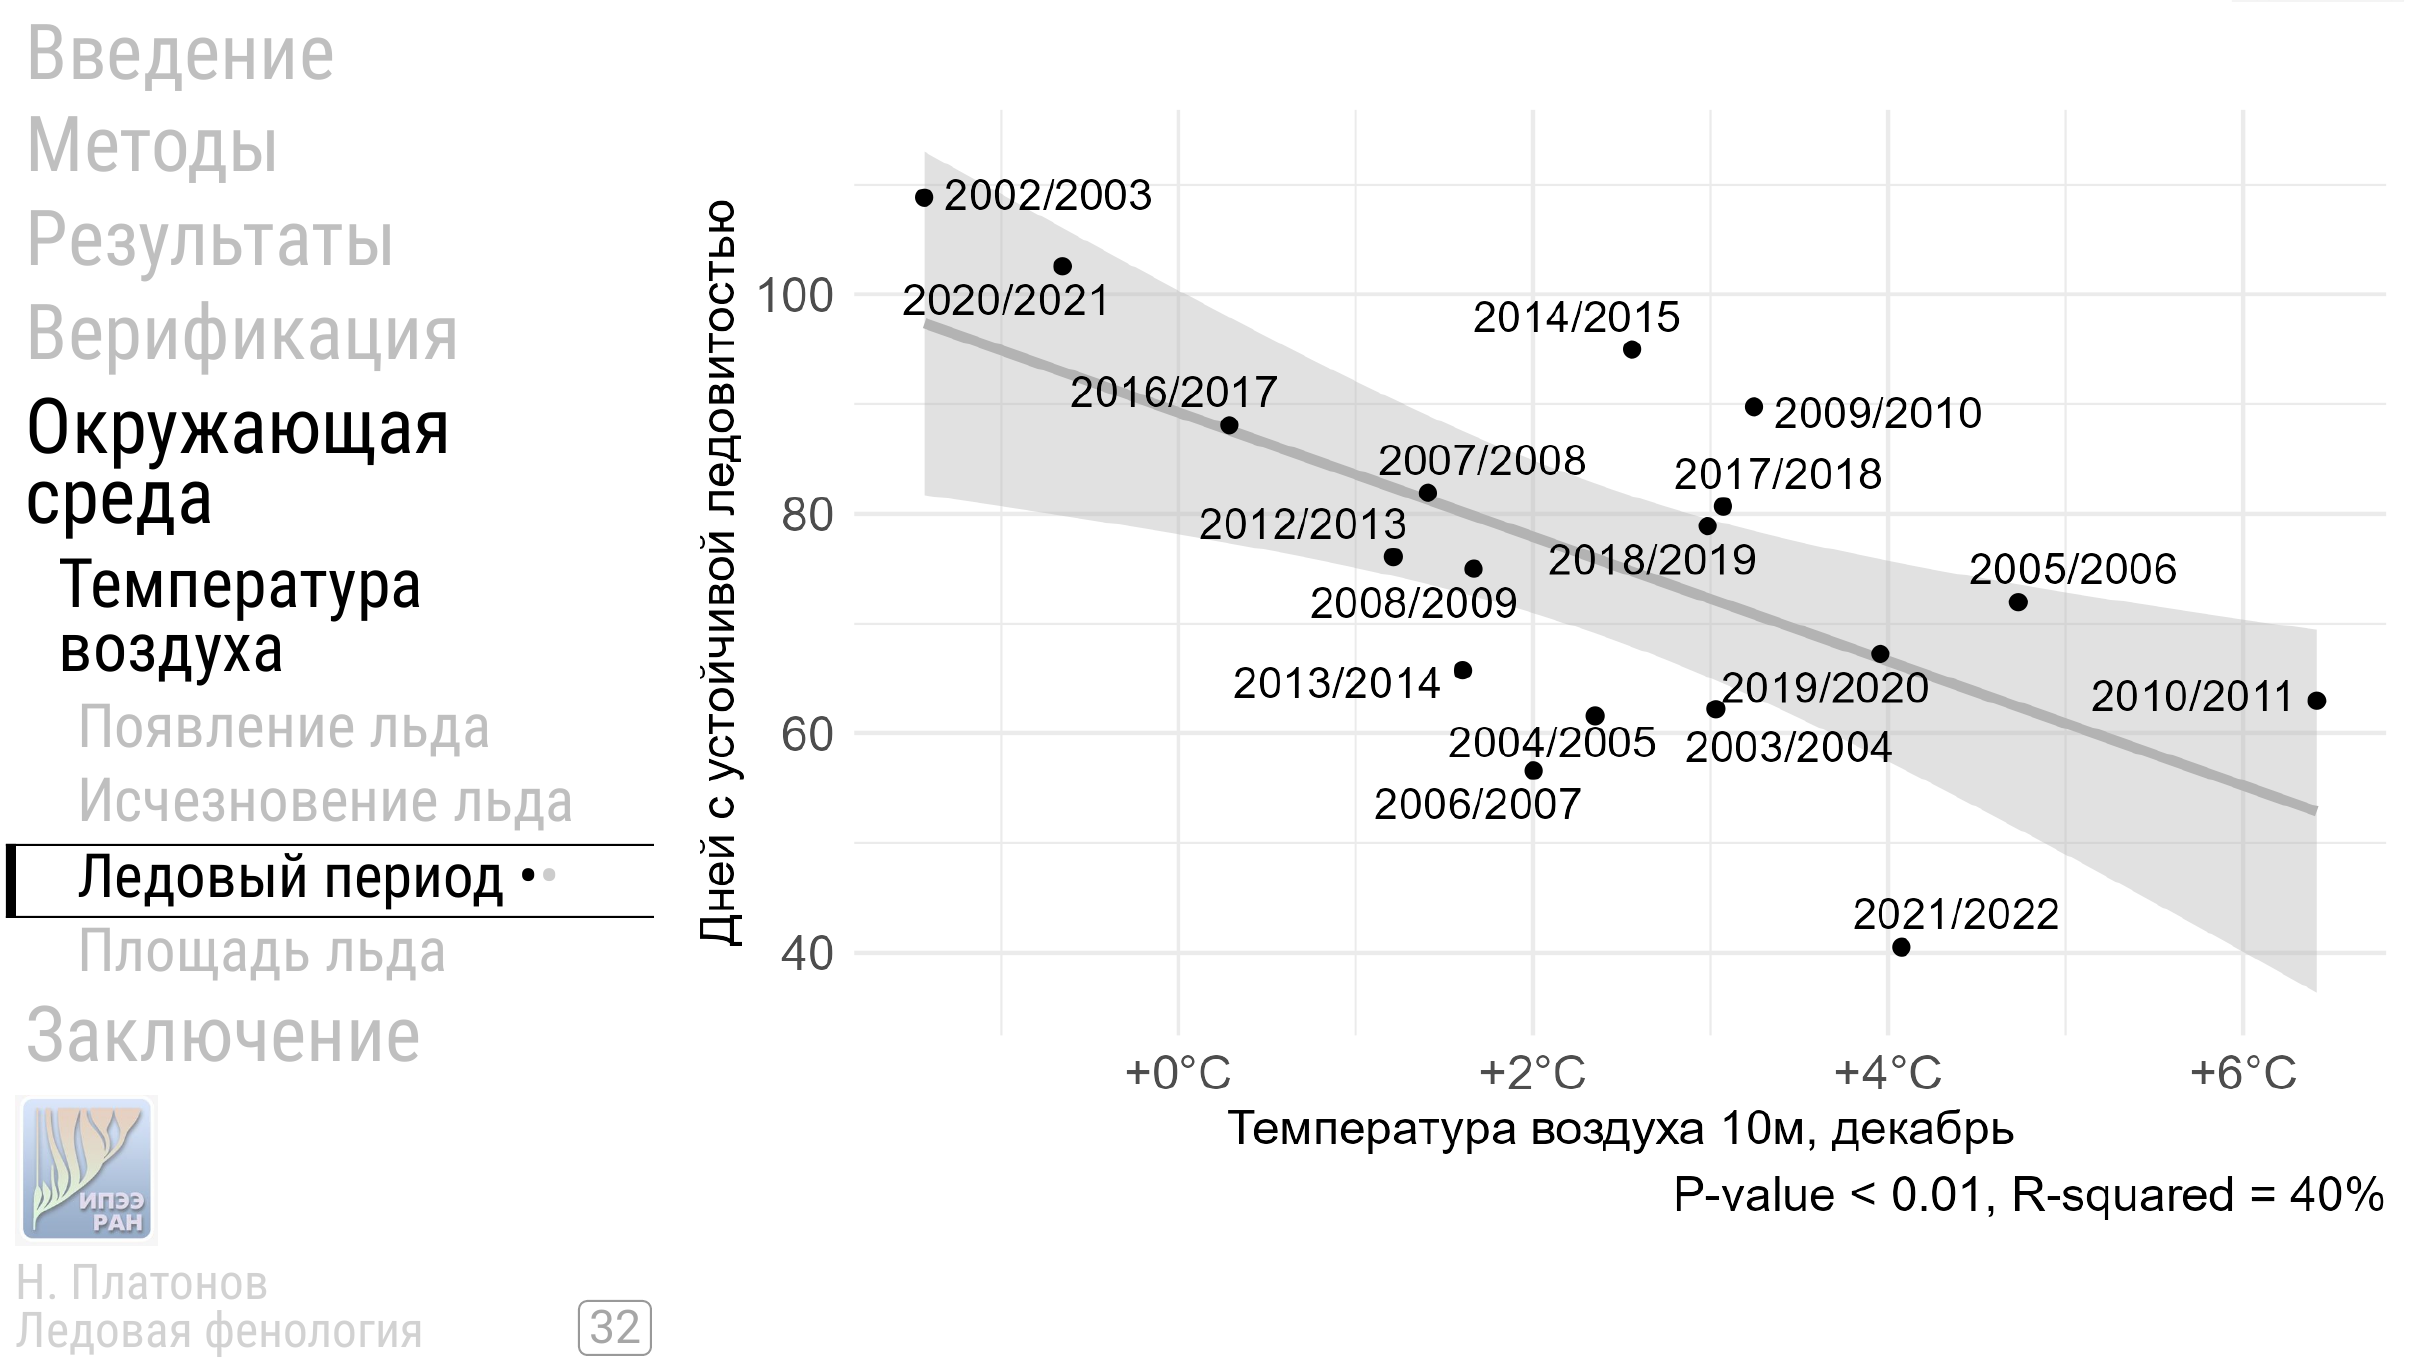 Введение
Методы
Результаты
Верификация
Окружающая
среда
Температура
воздуха
Появление льда
Исчезновение льда
Ледовый период
Площадь льда
Заключение
ИПЭЭ
РАН
Н. Платонов
Ледовая фенология
32
Дней с устойчивой ледовитостью
100
80
60
40
2002/2003
2020/2021
2014/2015
2016/2017
2009/2010
2007/2008
2017/2018
2012/2013
2018/2019
2005/2006
2008/2009
2013/2014
2019/2020
2010/2011
2004/2005
2003/2004
2006/2007
2021/2022
+0°C
+2°C
+4°C
+6°C
Температура воздуха 10м, декабрь
P-value < 0.01, R-squared = 40%